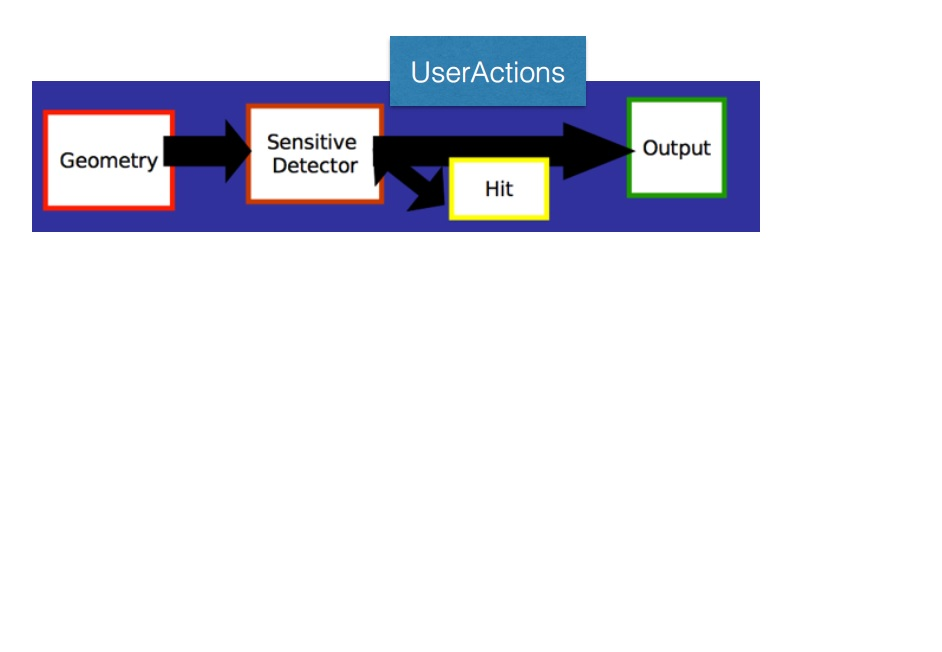 UserActions
Geometry
Sensitive
Detector
Hit
Output